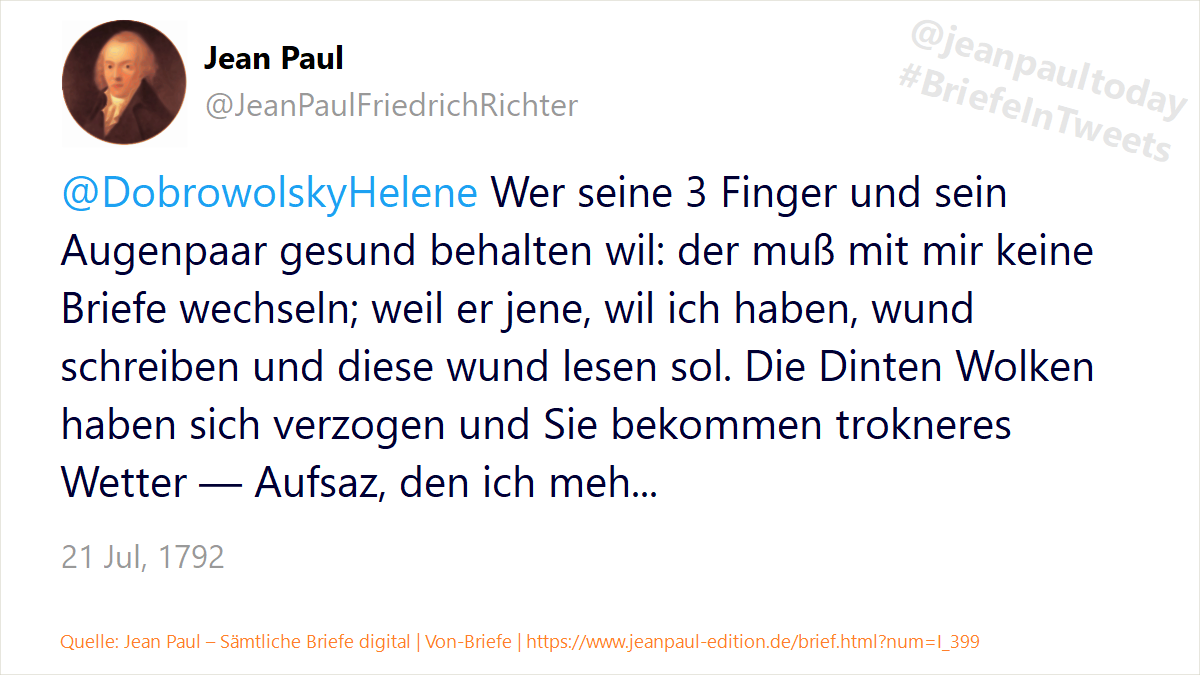 Jean Paul
@JeanPaulFriedrichRichter
@jeanpaultoday
#BriefeInTweets
@DobrowolskyHelene Wer seine 3 Finger und sein
Augenpaar gesund behalten wil: der muß mit mir keine
Briefe wechseln; weil er jene, wil ich haben, wund
schreiben und diese wund lesen sol. Die Dinten Wolken
haben sich verzogen und Sie bekommen trokneres
Wetter — Aufsaz, den ich meh...
21 Jul, 1792
Quelle: Jean Paul – Sämtliche Briefe digital | Von-Briefe | https://www.jeanpaul-edition.de/brief.html?num=I_399